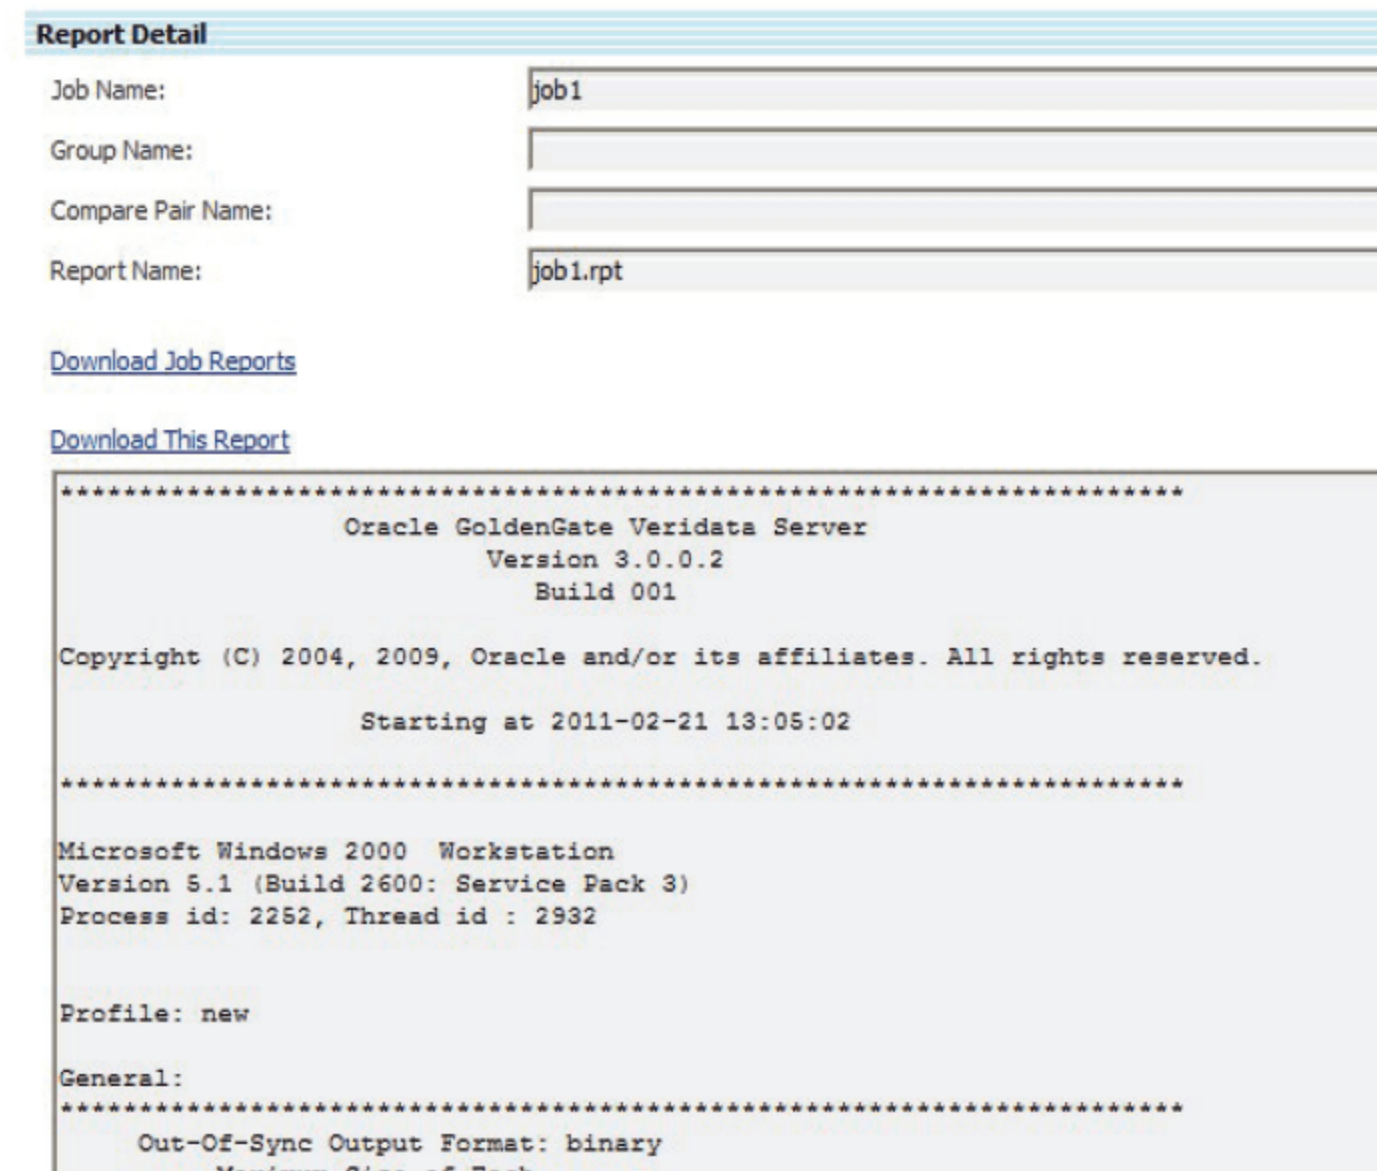 Report Detail
Job Name: job1
Group Name:
Compare Pair Name:
Report Name: job1.rpt
Download Job Reports
Download This Report
***********************************************************************
Oracle GoldenGate Veridata Server
Version 3.0.0.2
Build 001
Copyright (C) 2004, 2009, Oracle and/or its affiliates. All rights reserved.
Starting at 2011-02-21 13:05:02
***********************************************************************
Microsoft Windows 2000  Workstation
Version 5.1 (Build 2600: Service Pack 3)
Process id: 2252, Thread id : 2932
Profile: new
General:
***********************************************************************
Out-Of-Sync Output Format: binary
Maximum Size of Each